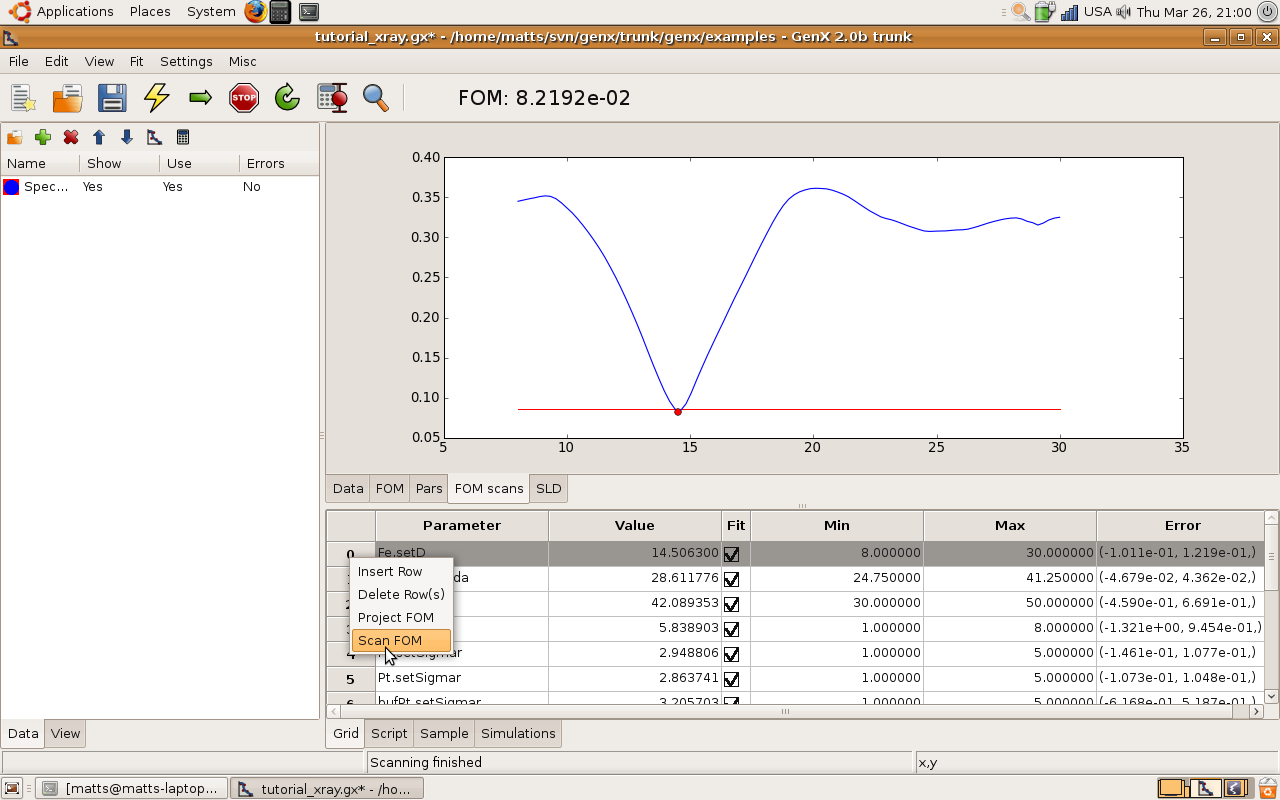 Applications Places System USA Thu Mar 26, 21:00
tutorial_xray.gx* - /home/matts/svn/genx/trunk/genx/examples - GenX 2.0b trunk
File Edit View Fit Settings Misc
STOP FOM: 8.2192e-02
Name Show Use Errors
Spec... Yes Yes No
0.40
0.35
0.30
0.25
0.20
0.15
0.10
0.05
5 10 15 20 25 30 35
Data FOM Pars FOM scans SLD
Parameter Value Fit Min Max Error
0 Fe.setD 14.506300 8.000000 30.000000 (-1.011e-01, 1.219e-01,)
da 28.611776 24.750000 41.250000 (-4.679e-02, 4.362e-02,)
42.089353 30.000000 50.000000 (-4.590e-01, 6.691e-01,)
5.838903 1.000000 8.000000 (-1.321e+00, 9.454e-01,)
4 .setSigmar 2.948806 1.000000 5.000000 (-1.461e-01, 1.077e-01,)
5 Pt.setSigmar 2.863741 1.000000 5.000000 (-1.073e-01, 1.048e-01,)
6 bufPt.setSigmar 3.205703 1.000000 5.000000 (-6.168e-01, 5.187e-01,)
Insert Row
Delete Row(s)
Project FOM
Scan FOM
Data View
Grid Script Sample Simulations
Scanning finished x,y
[matts@matts-laptop... tutorial_xray.gx* - /ho...